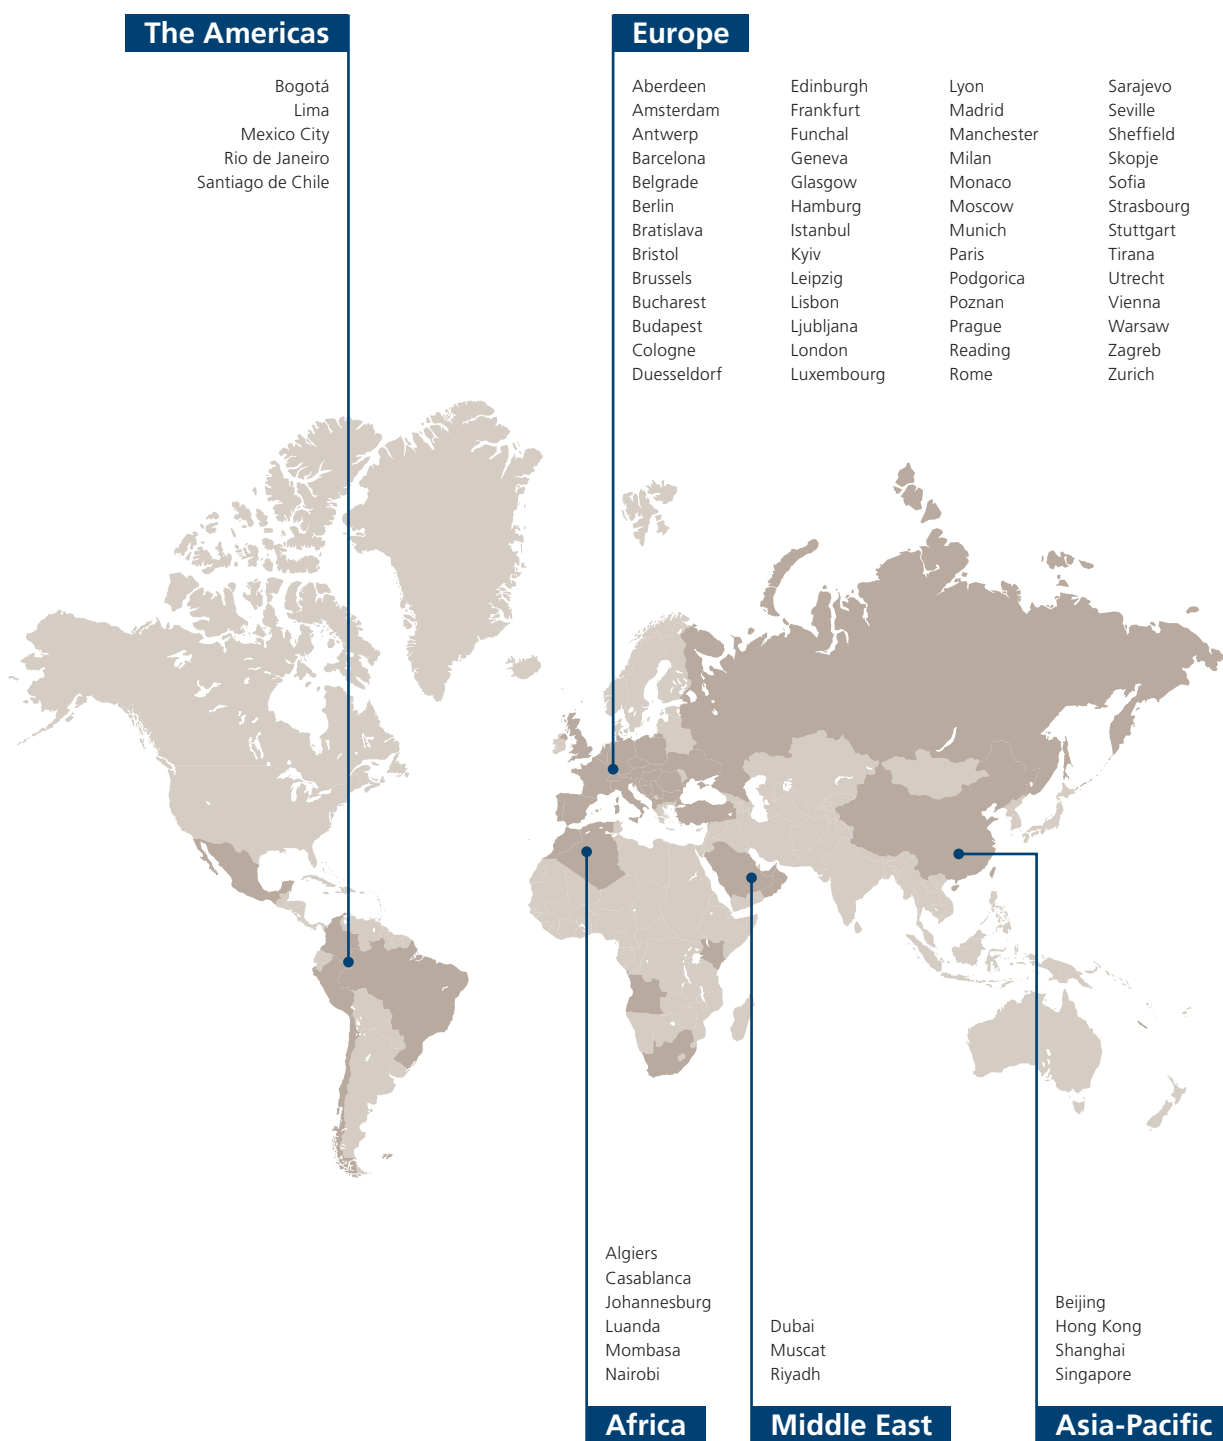 The Americas
Bogotá
Lima
Mexico City
Rio de Janeiro
Santiago de Chile
Europe
Aberdeen
Amsterdam
Antwerp
Barcelona
Belgrade
Berlin
Bratislava
Bristol
Brussels
Bucharest
Budapest
Cologne
Duesseldorf
Edinburgh
Frankfurt
Funchal
Geneva
Glasgow
Hamburg
Istanbul
Kyiv
Leipzig
Lisbon
Ljubljana
London
Luxembourg
Lyon
Madrid
Manchester
Milan
Monaco
Moscow
Munich
Paris
Podgorica
Poznan
Prague
Reading
Rome
Sarajevo
Seville
Sheffield
Skopje
Sofia
Strasbourg
Stuttgart
Tirana
Utrecht
Vienna
Warsaw
Zagreb
Zurich
Algiers
Casablanca
Johannesburg
Luanda
Mombasa
Nairobi
Africa
Dubai
Muscat
Riyadh
Middle East
Beijing
Hong Kong
Shanghai
Singapore
Asia-Pacific